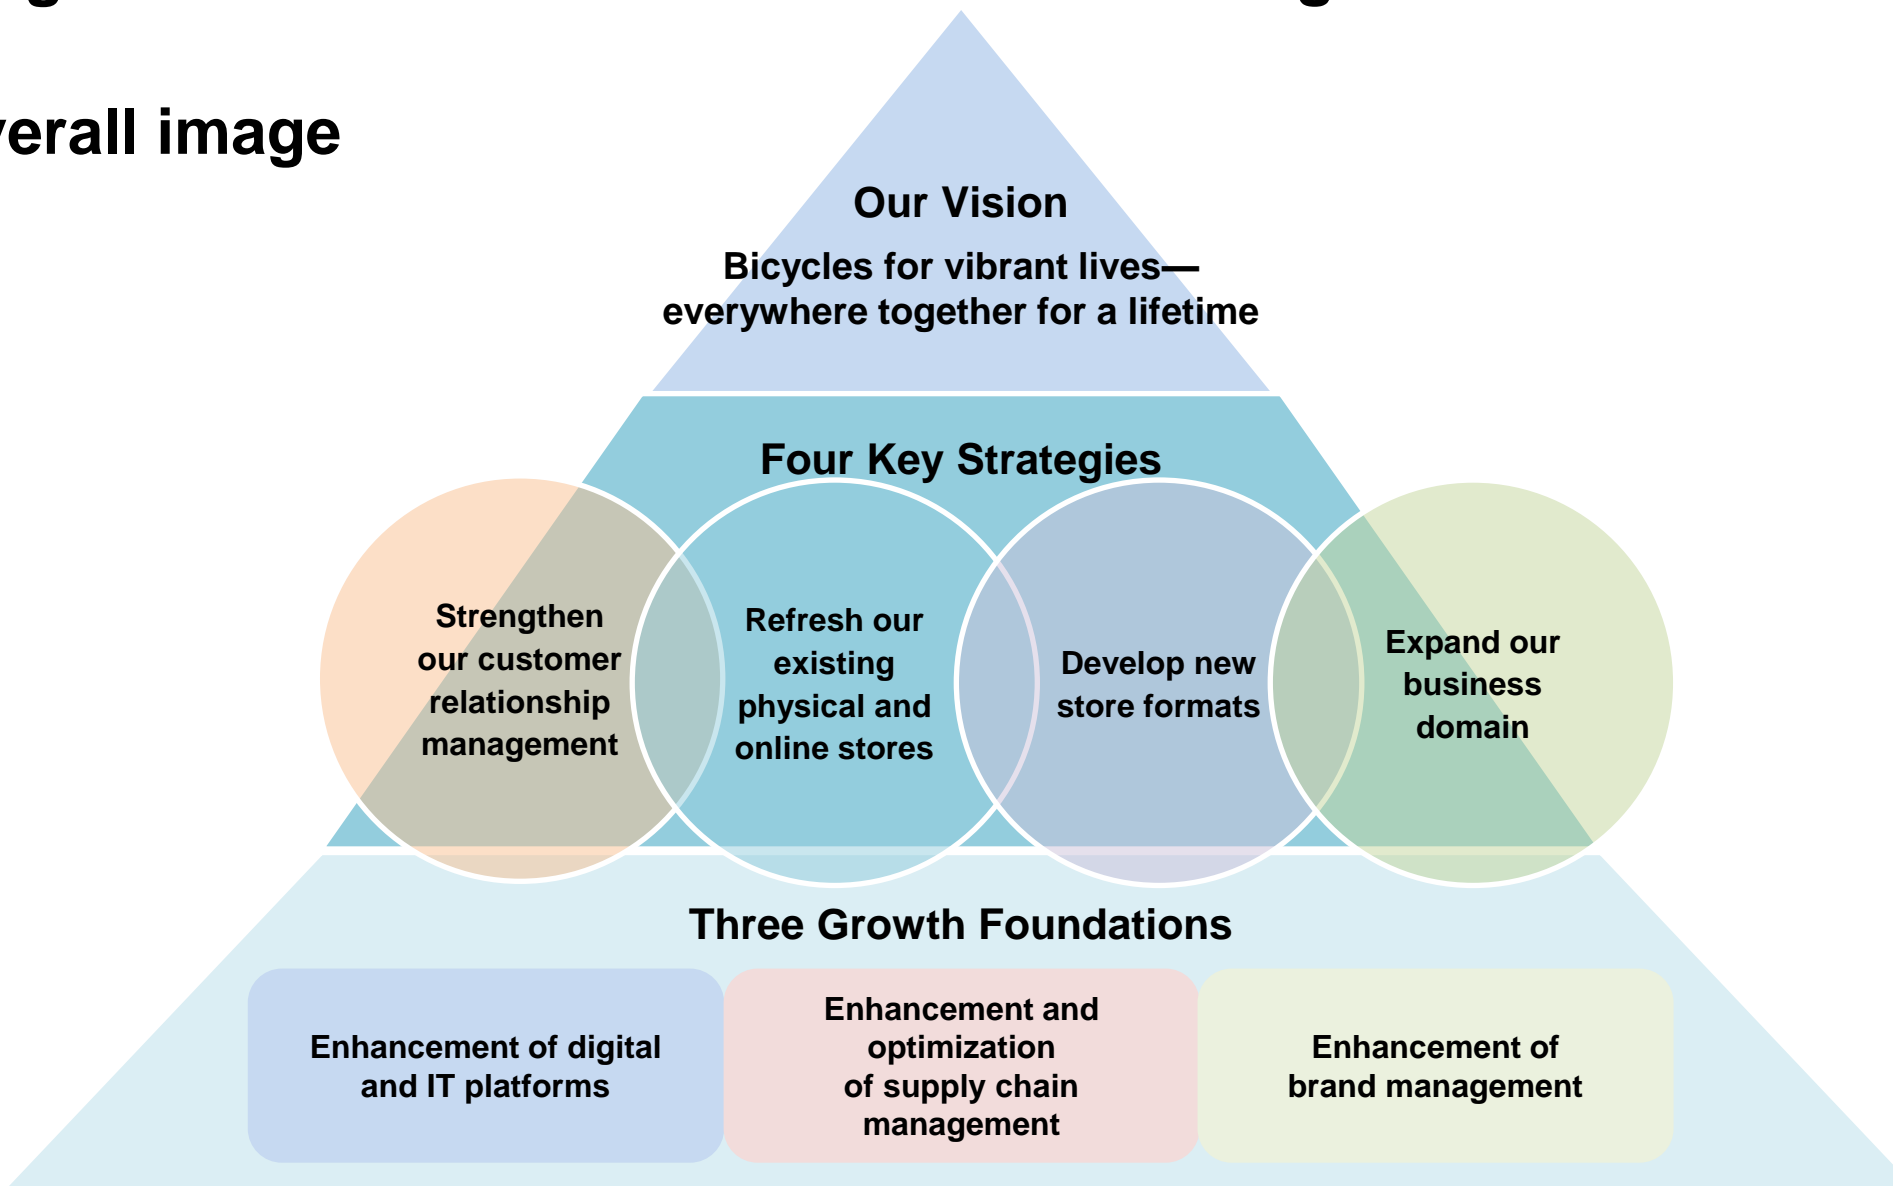 verall image
Our Vision
Bicycles for vibrant lives—
everywhere together for a lifetime
Four Key Strategies
Strengthen
our customer
relationship
management
Refresh our
existing
physical and
online stores
Develop new
store formats
Expand our
business
domain
Three Growth Foundations
Enhancement of digital
and IT platforms
Enhancement and
optimization
of supply chain
management
Enhancement of
brand management